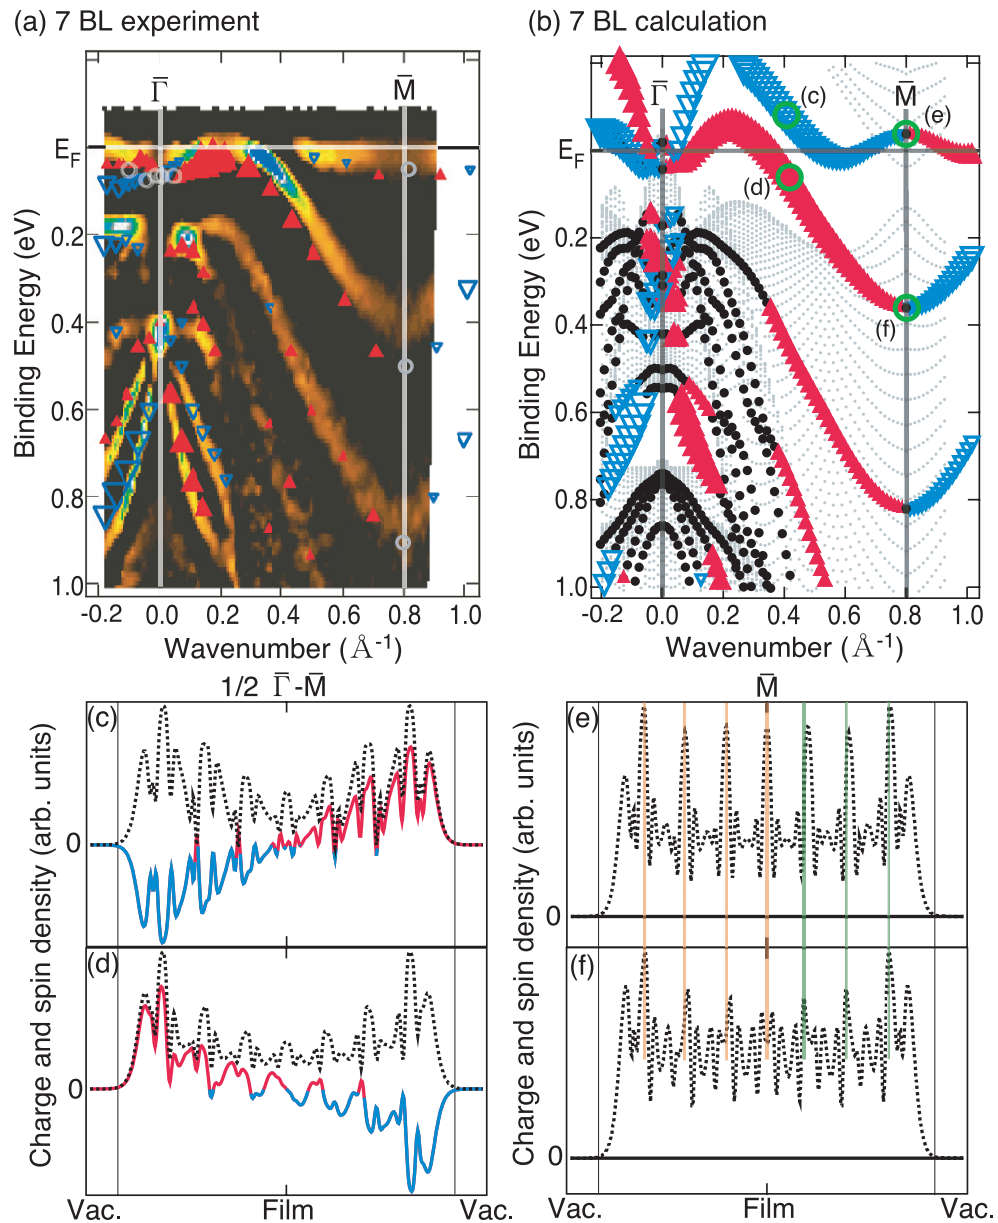 (a) 7 BL experiment
Γ̅
M̅
E_F
0.2
0.4
0.6
0.8
1.0
Binding Energy (eV)
-0.2
0.0
0.2
0.4
0.6
0.8
1.0
Wavenumber (Å⁻¹)
(b) 7 BL calculation
Γ̅
M̅
(c)
(e)
(d)
(f)
E_F
0.2
0.4
0.6
0.8
1.0
Binding Energy (eV)
-0.2
0.0
0.2
0.4
0.6
0.8
1.0
Wavenumber (Å⁻¹)
1/2 Γ̅-M̅
(c)
0
(d)
0
Charge and spin density (arb. units)
Vac.
Film
Vac.
M̅
(e)
0
(f)
0
Charge and spin density (arb. units)
Vac.
Film
Vac.